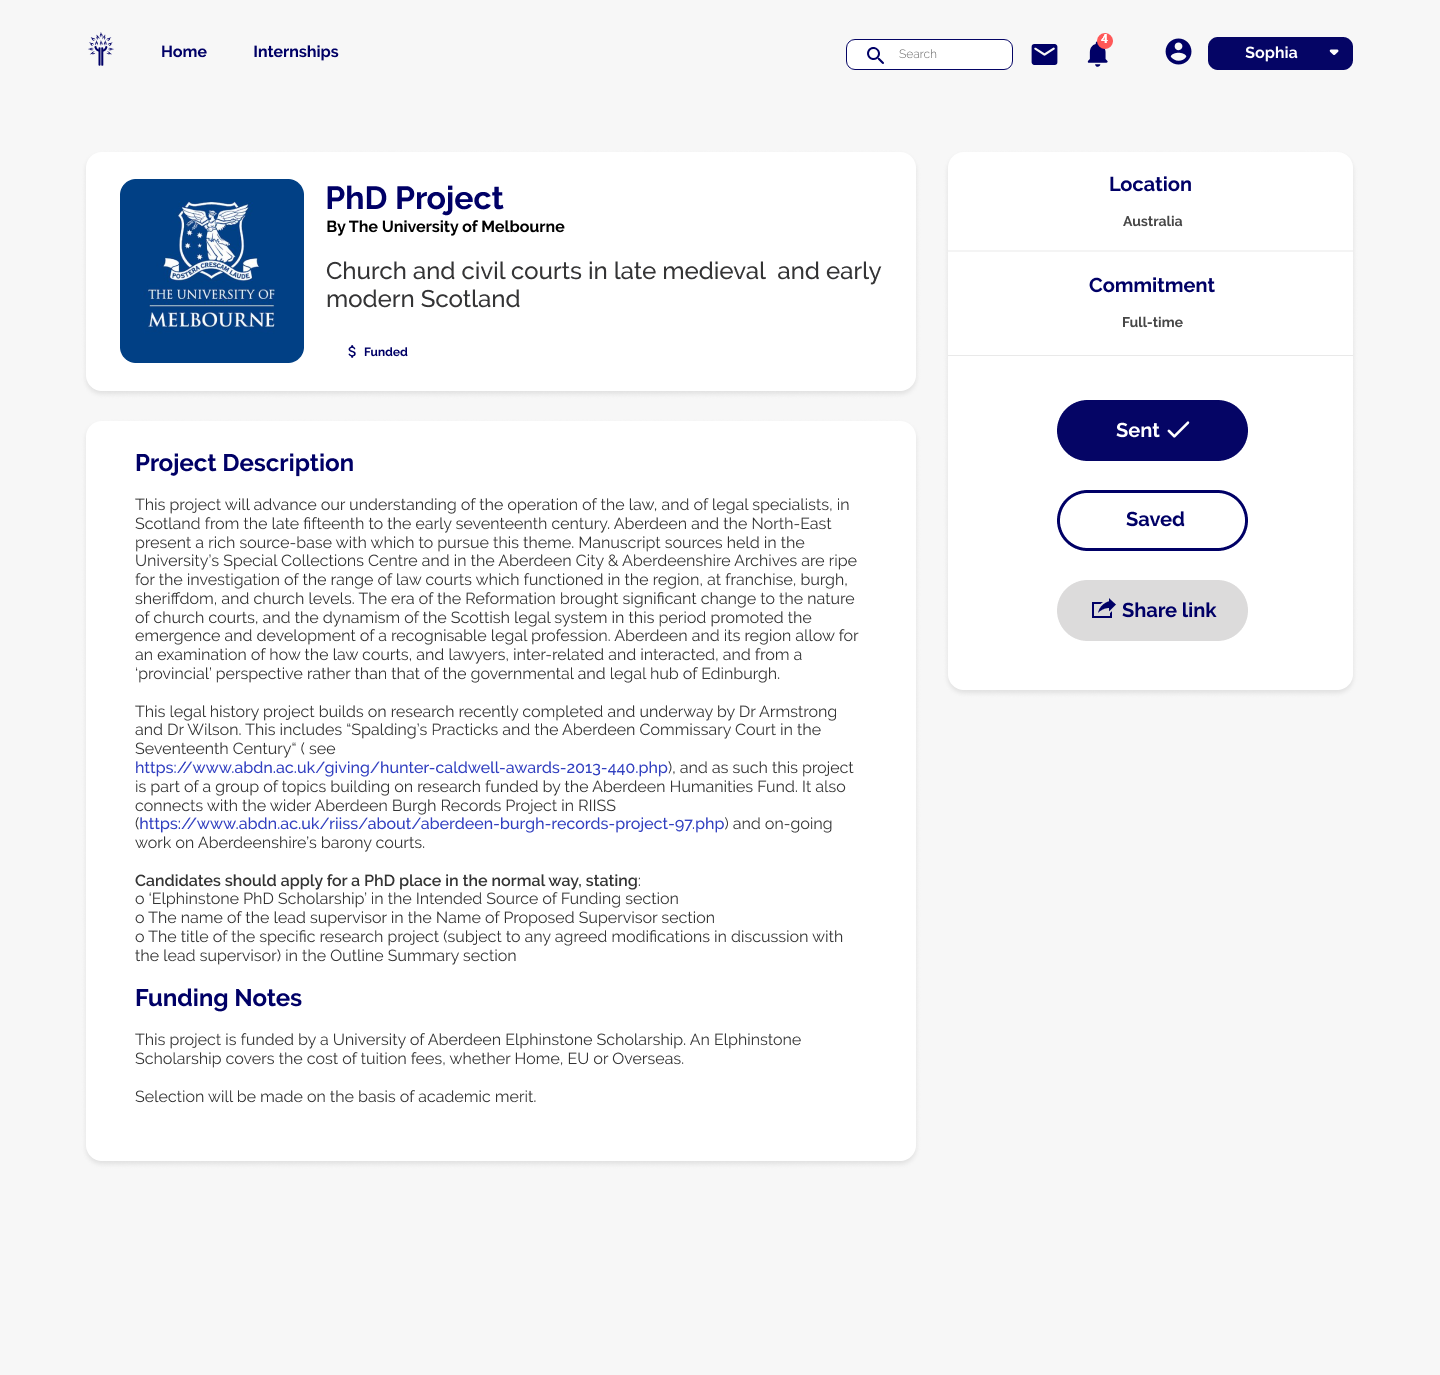 Home
Internships
Search
4
Sophia
POSTERA CRESCAM LAUDE
THE UNIVERSITY OF
MELBOURNE
PhD Project
By The University of Melbourne
Church and civil courts in late medieval  and early
modern Scotland
$ Funded
Location
Australia
Commitment
Full-time
Sent
Saved
Share link
Project Description
This project will advance our understanding of the operation of the law, and of legal specialists, in
Scotland from the late fifteenth to the early seventeenth century. Aberdeen and the North-East
present a rich source-base with which to pursue this theme. Manuscript sources held in the
University's Special Collections Centre and in the Aberdeen City & Aberdeenshire Archives are ripe
for the investigation of the range of law courts which functioned in the region, at franchise, burgh,
sheriffdom, and church levels. The era of the Reformation brought significant change to the nature
of church courts, and the dynamism of the Scottish legal system in this period promoted the
emergence and development of a recognisable legal profession. Aberdeen and its region allow for
an examination of how the law courts, and lawyers, inter-related and interacted, and from a
‘provincial’ perspective rather than that of the governmental and legal hub of Edinburgh.
This legal history project builds on research recently completed and underway by Dr Armstrong
and Dr Wilson. This includes “Spalding’s Practicks and the Aberdeen Commissary Court in the
Seventeenth Century“ ( see
https://www.abdn.ac.uk/giving/hunter-caldwell-awards-2013-440.php), and as such this project
is part of a group of topics building on research funded by the Aberdeen Humanities Fund. It also
connects with the wider Aberdeen Burgh Records Project in RIISS
(https://www.abdn.ac.uk/riiss/about/aberdeen-burgh-records-project-97.php) and on-going
work on Aberdeenshire’s barony courts.
Candidates should apply for a PhD place in the normal way, stating:
o ‘Elphinstone PhD Scholarship’ in the Intended Source of Funding section
o The name of the lead supervisor in the Name of Proposed Supervisor section
o The title of the specific research project (subject to any agreed modifications in discussion with
the lead supervisor) in the Outline Summary section
Funding Notes
This project is funded by a University of Aberdeen Elphinstone Scholarship. An Elphinstone
Scholarship covers the cost of tuition fees, whether Home, EU or Overseas.
Selection will be made on the basis of academic merit.